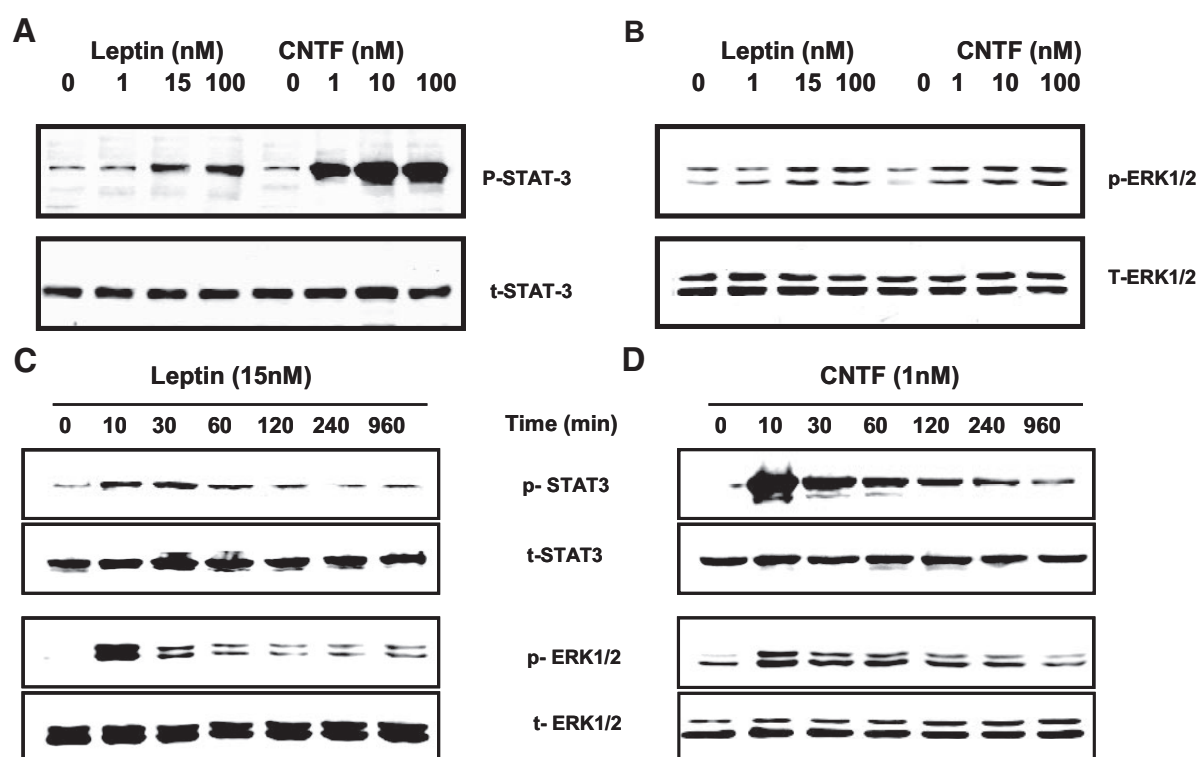 A
B
Leptin (nM) CNTF (nM)
0 1 15 100 0 1 10 100
Leptin (nM) CNTF (nM)
0 1 15 100 0 1 10 100
P-STAT-3
p-ERK1/2
t-STAT-3
T-ERK1/2
C
D
Leptin (15nM)
CNTF (1nM)
0 10 30 60 120 240 960
Time (min)
0 10 30 60 120 240 960
p- STAT3
t-STAT3
p- ERK1/2
t- ERK1/2